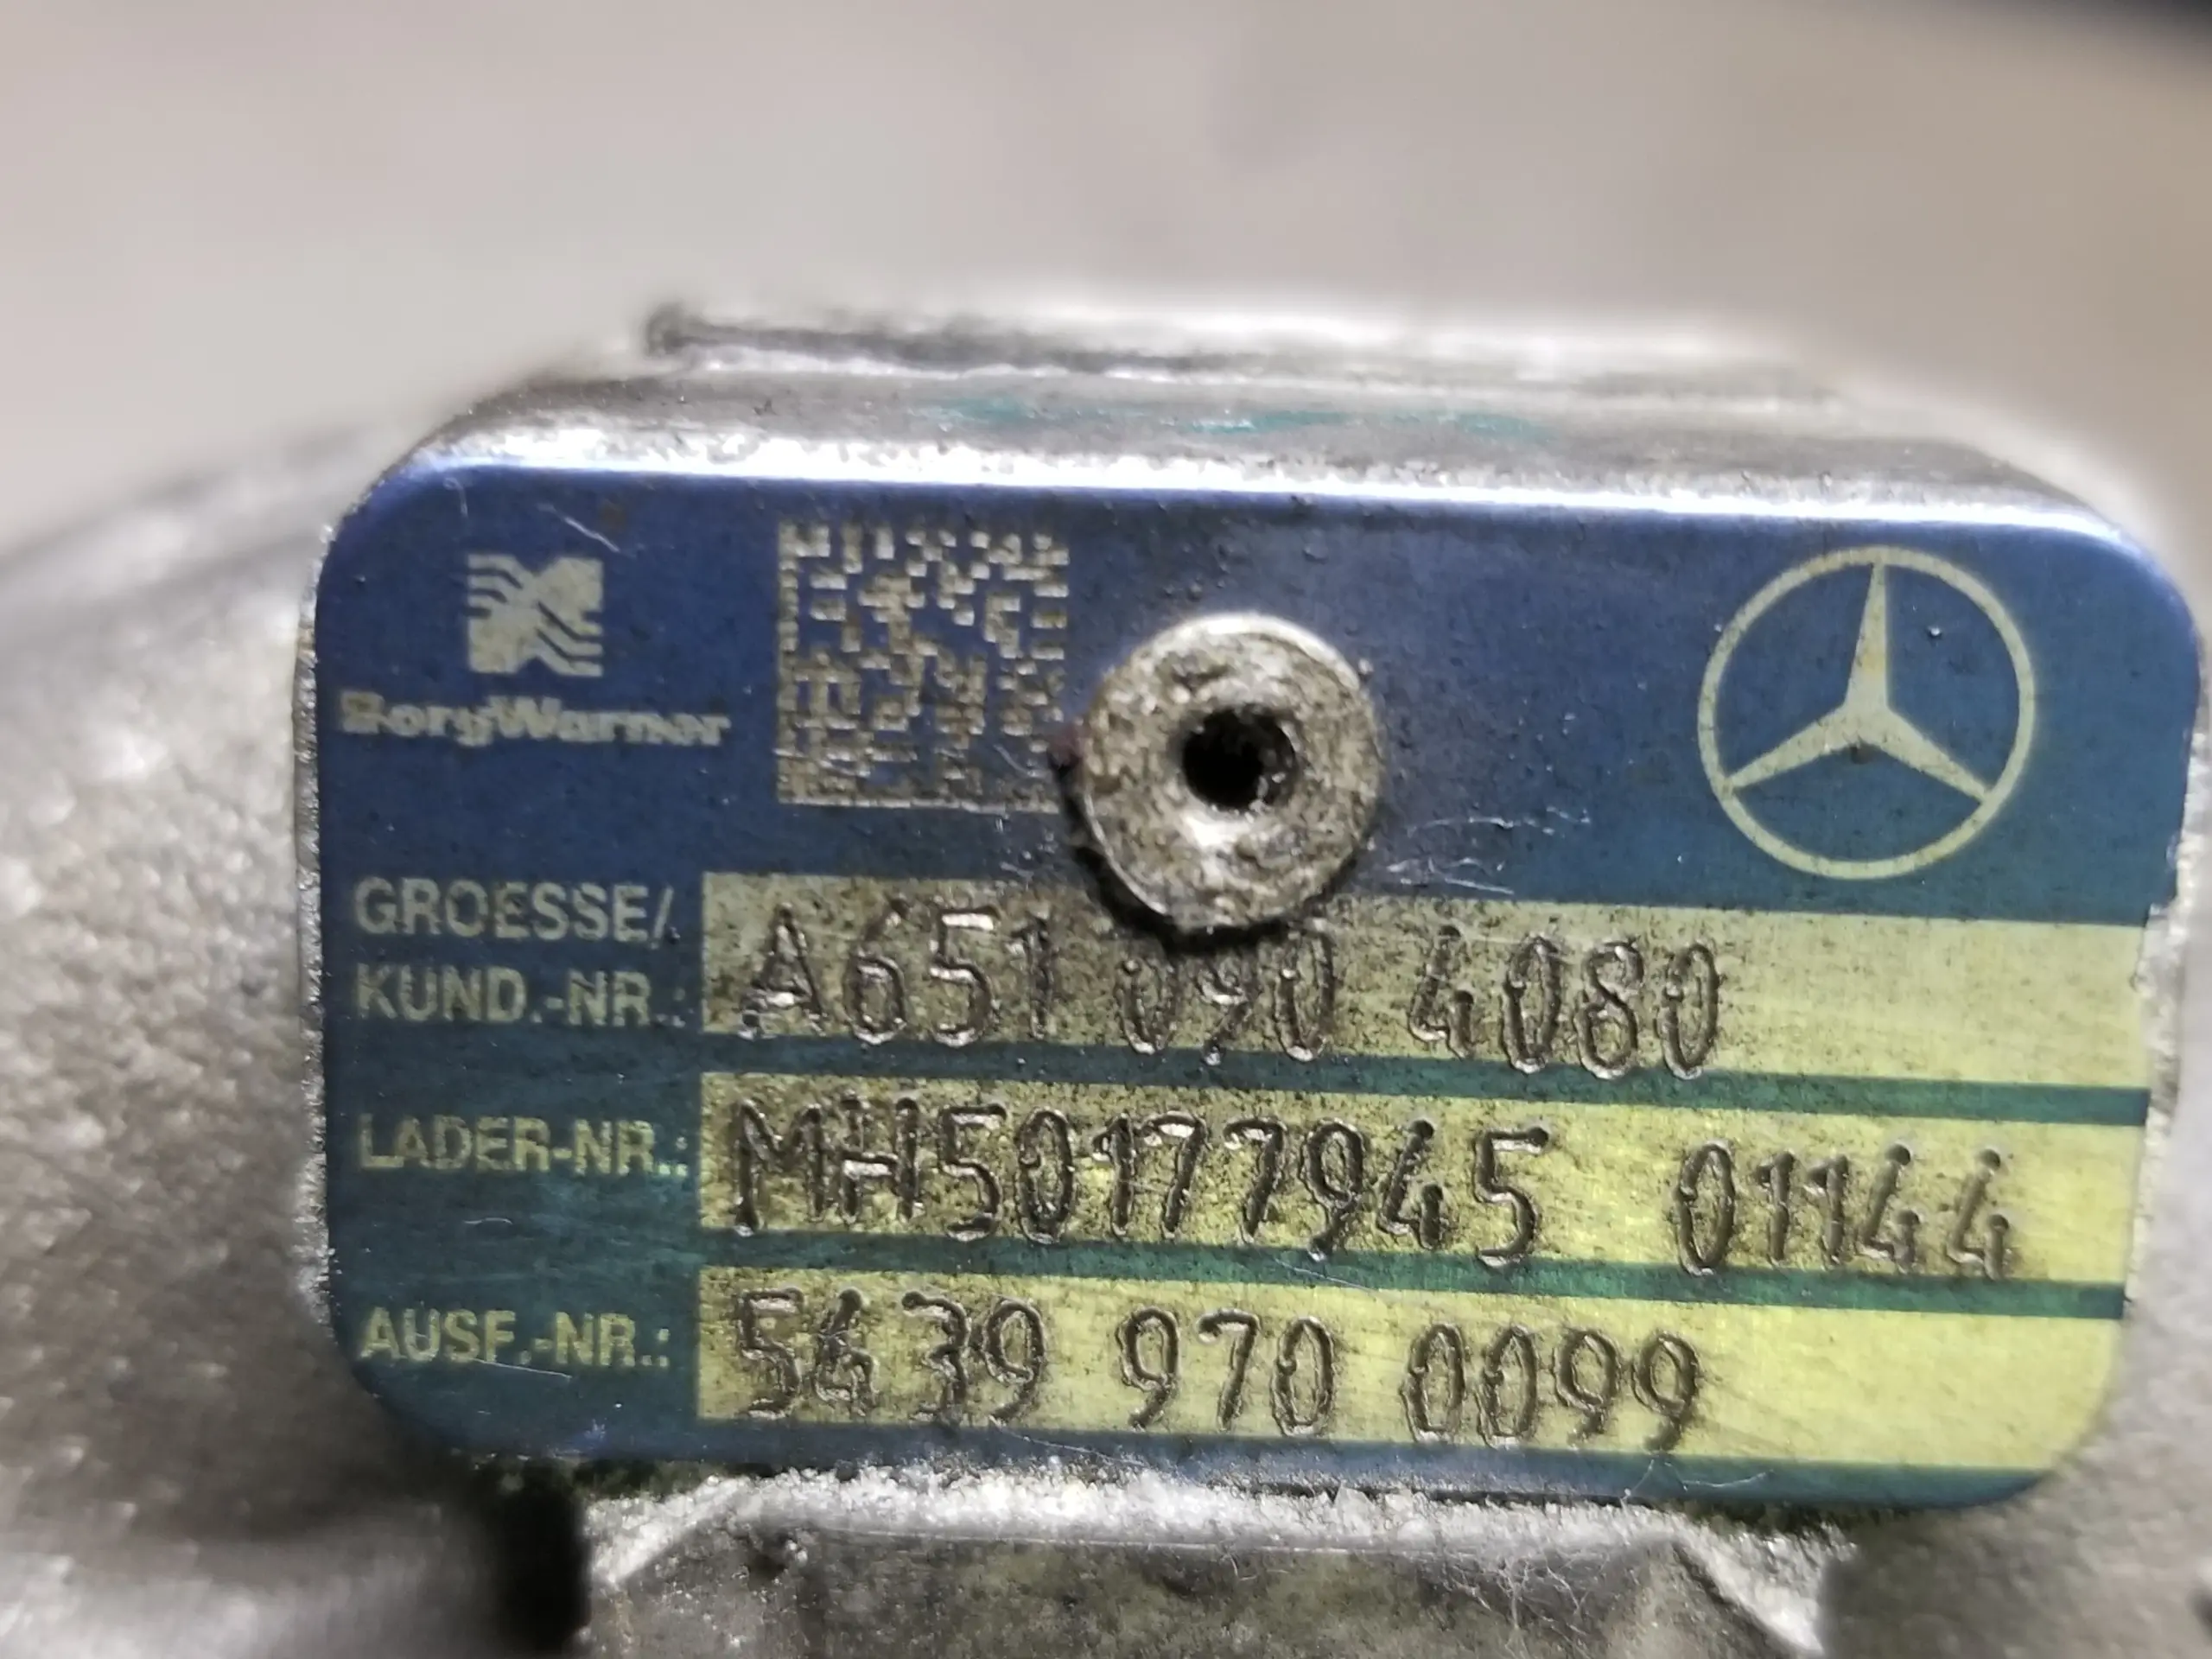 BorgWarner
GROESSE/
KUND.-NR.: A651 090 4080
LADER-NR.: MH50177945 01144
AUSF.-NR.: 5439 970 0099